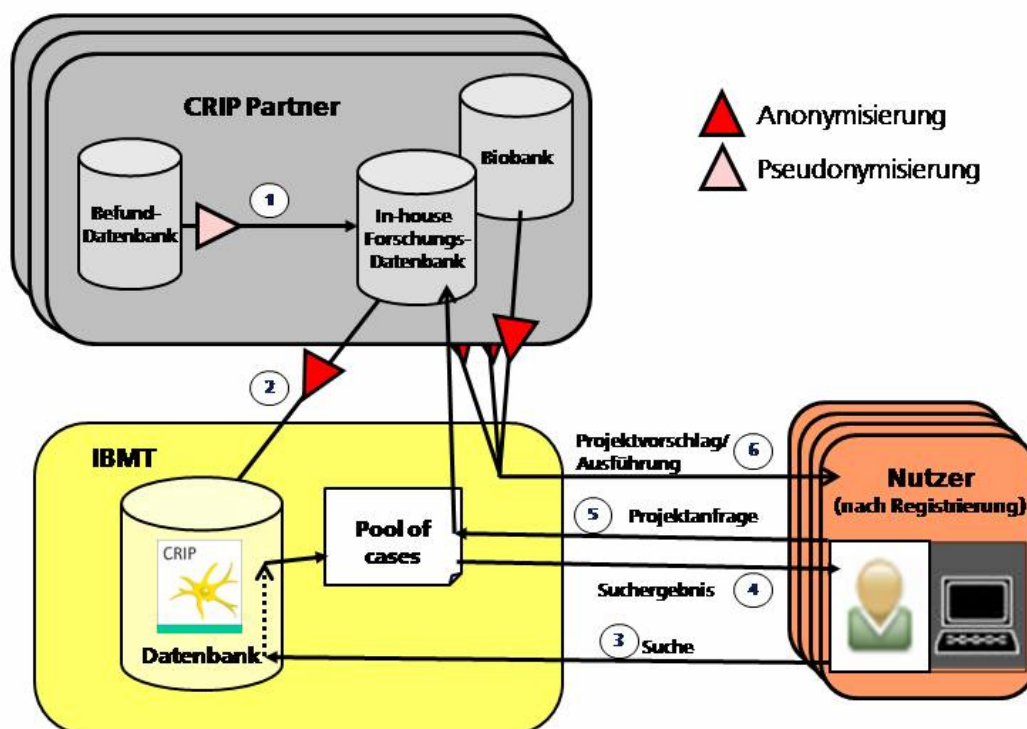 CRIP Partner
Befund-
Datenbank
1
In-house
Forschungs-
Datenbank
Biobank
Anonymisierung
Pseudonymisierung
2
IBMT
CRIP
Datenbank
Pool of
cases
Projektvorschlag/
Ausführung
6
5
Projektanfrage
Suchergebnis
4
3
Suche
Nutzer
(nach Registrierung)